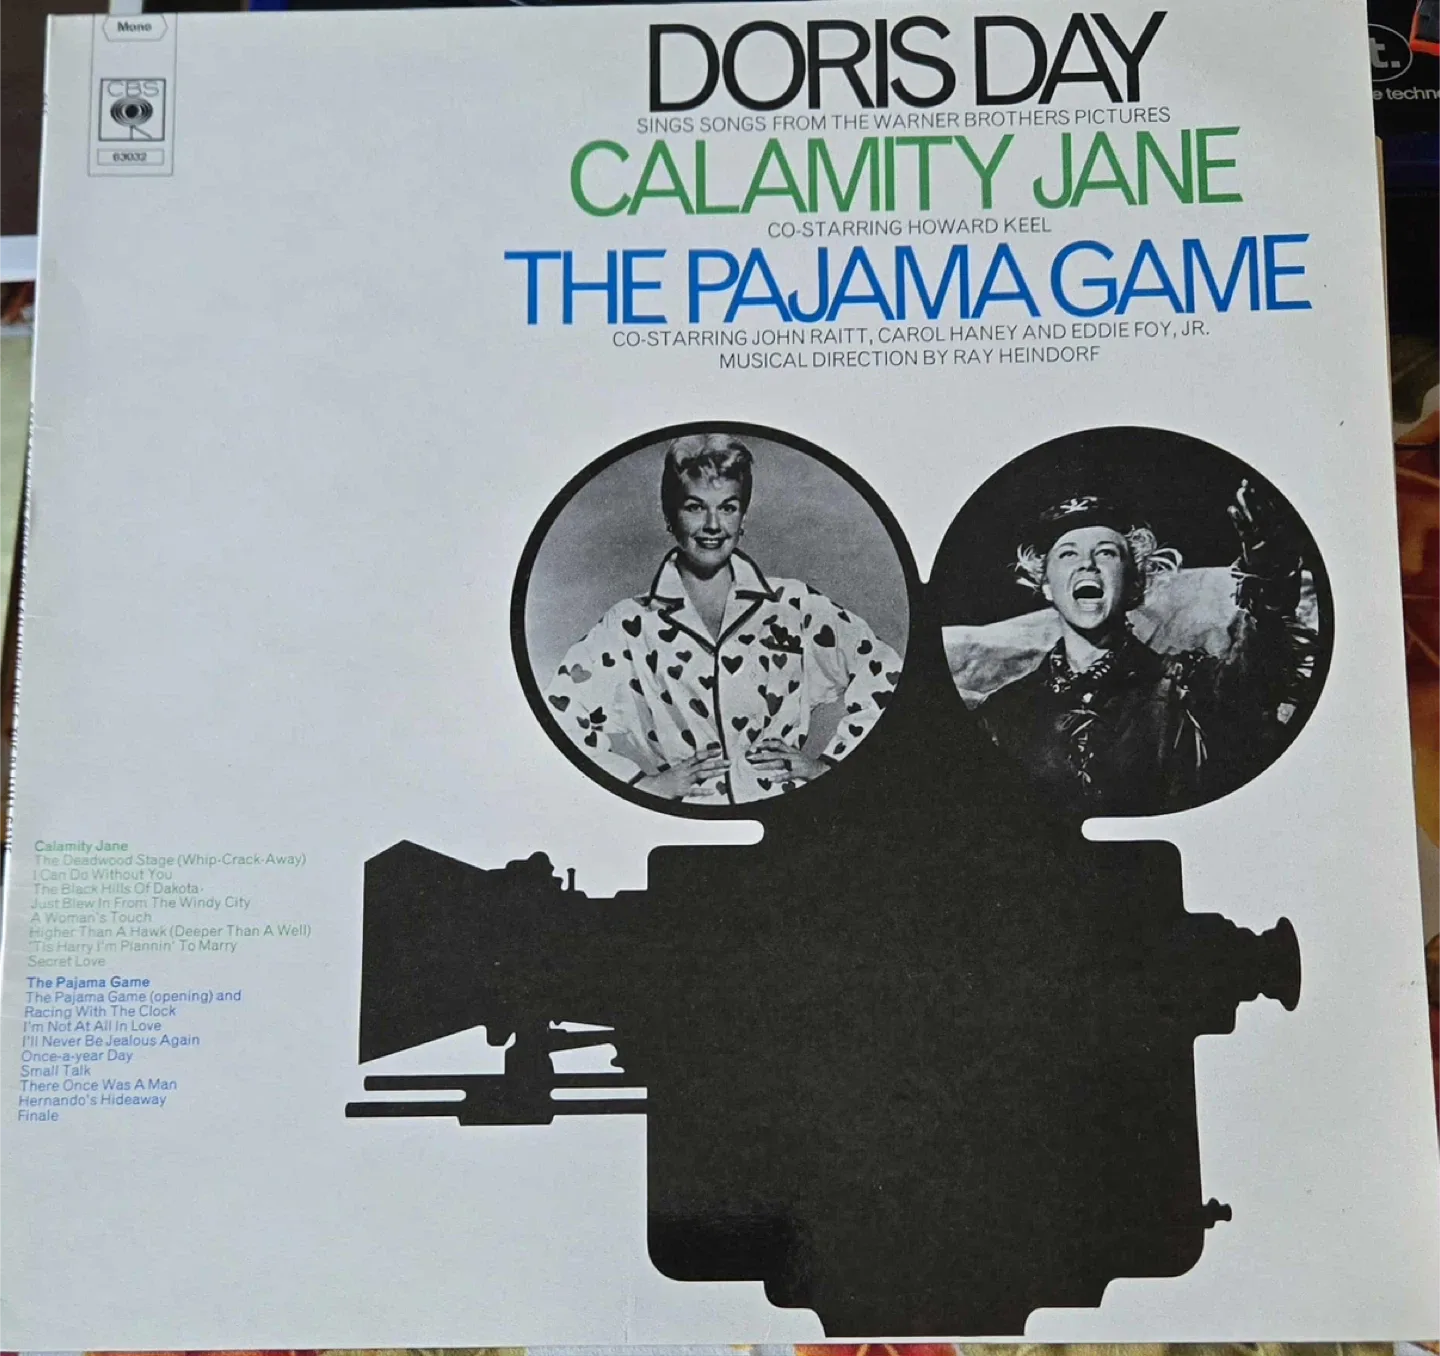 Mono
CBS
63032
DORIS DAY
SINGS SONGS FROM THE WARNER BROTHERS PICTURES
CALAMITY JANE
CO-STARRING HOWARD KEEL
THE PAJAMA GAME
CO-STARRING JOHN RAITT, CAROL HANEY AND EDDIE FOY, JR.
MUSICAL DIRECTION BY RAY HEINDORF
t.
e techno
Calamity Jane
The Deadwood Stage (Whip-Crack-Away)
I Can Do Without You
The Black Hills Of Dakota
Just Blew In From The Windy City
A Woman's Touch
Higher Than A Hawk (Deeper Than A Well)
'Tis Harry I'm Plannin' To Marry
Secret Love
The Pajama Game
The Pajama Game (opening) and
Racing With The Clock
I'm Not At All In Love
I'll Never Be Jealous Again
Once-a-year Day
Small Talk
There Once Was A Man
Hernando's Hideaway
Finale